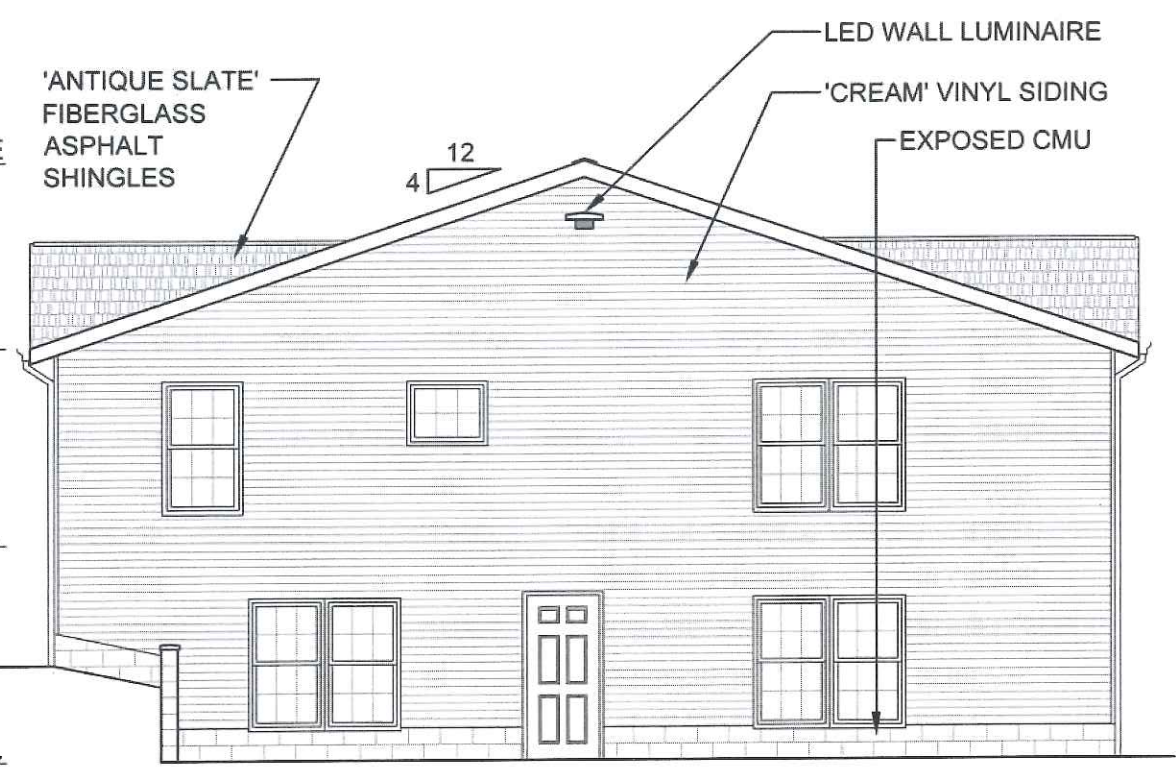 LED WALL LUMINAIRE
'ANTIQUE SLATE'
FIBERGLASS
ASPHALT
SHINGLES
'CREAM' VINYL SIDING
EXPOSED CMU
12
4